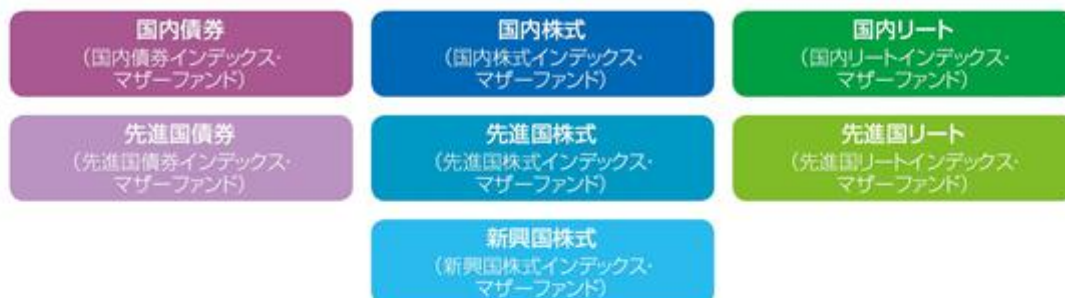 国内債券
（国内債券インデックス・
マザーファンド）
国内株式
（国内株式インデックス・
マザーファンド）
国内リート
（国内リートインデックス・
マザーファンド）
先進国債券
（先進国債券インデックス・
マザーファンド）
先進国株式
（先進国株式インデックス・
マザーファンド）
先進国リート
（先進国リートインデックス・
マザーファンド）
新興国株式
（新興国株式インデックス・
マザーファンド）